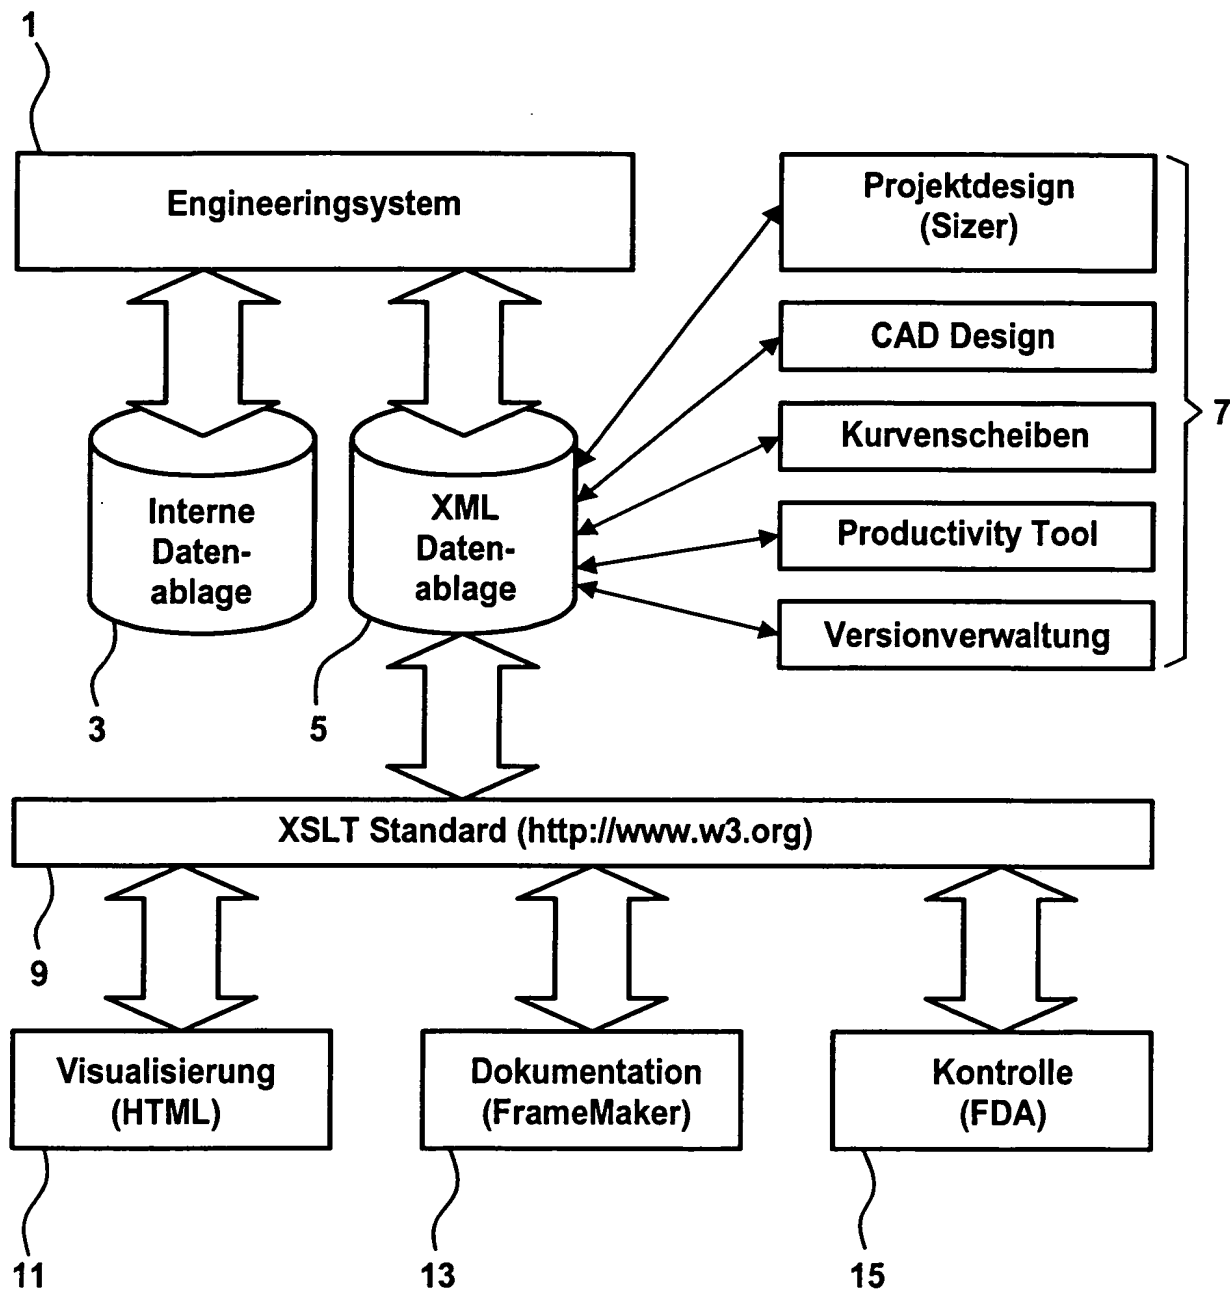 1
Engineeringsystem
Projektdesign
(Sizer)
CAD Design
Kurvenscheiben
Productivity Tool
Versionverwaltung
7
Interne
Daten-
ablage
XML
Daten-
ablage
3
5
XSLT Standard (http://www.w3.org)
9
Visualisierung
(HTML)
Dokumentation
(FrameMaker)
Kontrolle
(FDA)
11
13
15